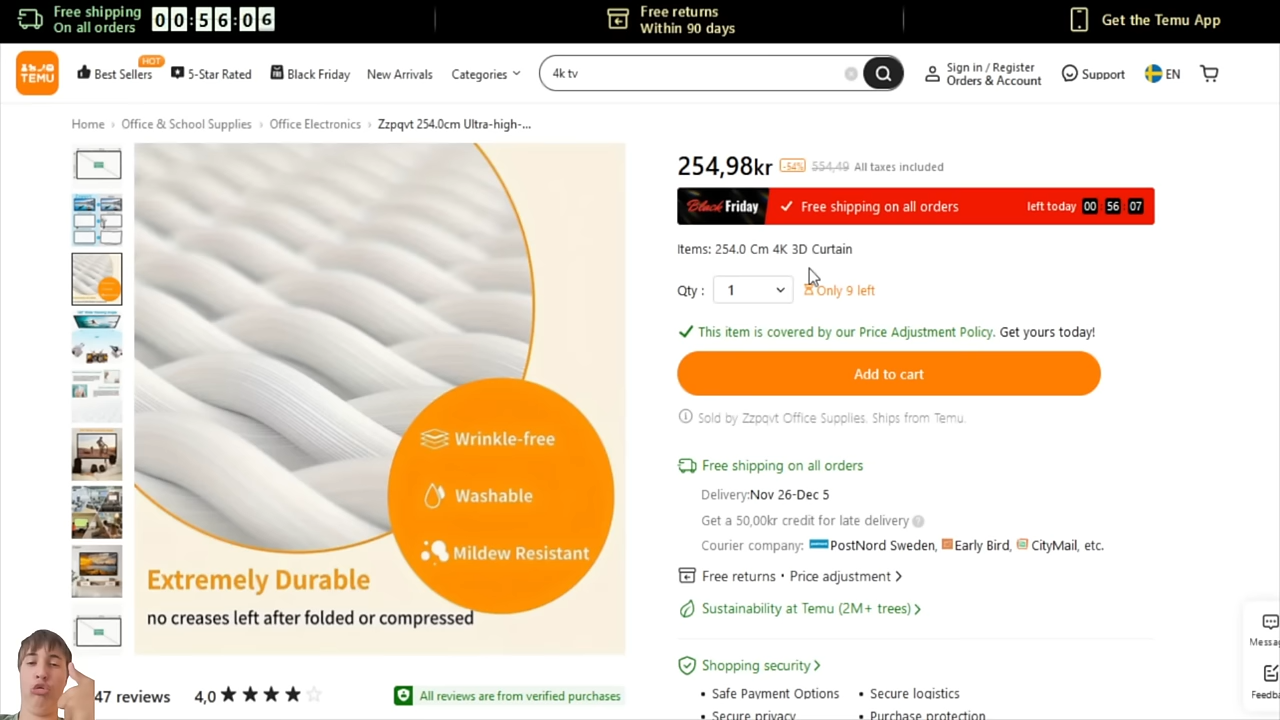 Free shipping
On all orders
00:56:06
Free returns
Within 90 days
Get the Temu App
TEMU
Best Sellers
HOT
5-Star Rated
Black Friday
New Arrivals
Categories
4k tv
Sign in / Register
Orders & Account
Support
EN
Home › Office & School Supplies › Office Electronics › Zzpqvt 254.0cm Ultra-high-...
254,98kr -54% 554,49 All taxes included
Black Friday Free shipping on all orders left today 00 56 07
Items: 254.0 Cm 4K 3D Curtain
Qty : 1 Only 9 left
This item is covered by our Price Adjustment Policy. Get yours today!
Add to cart
Sold by Zzpqvt Office Supplies. Ships from Temu.
Free shipping on all orders
Delivery:Nov 26-Dec 5
Get a 50,00kr credit for late delivery
Courier company: PostNord Sweden, Early Bird, CityMail, etc.
Free returns · Price adjustment
Sustainability at Temu (2M+ trees)
Shopping security
• Safe Payment Options • Secure logistics
• Secure privacy • Purchase protection
Wrinkle-free
Washable
Mildew Resistant
Extremely Durable
no creases left after folded or compressed
47 reviews 4,0
All reviews are from verified purchases
Messa
Feedb